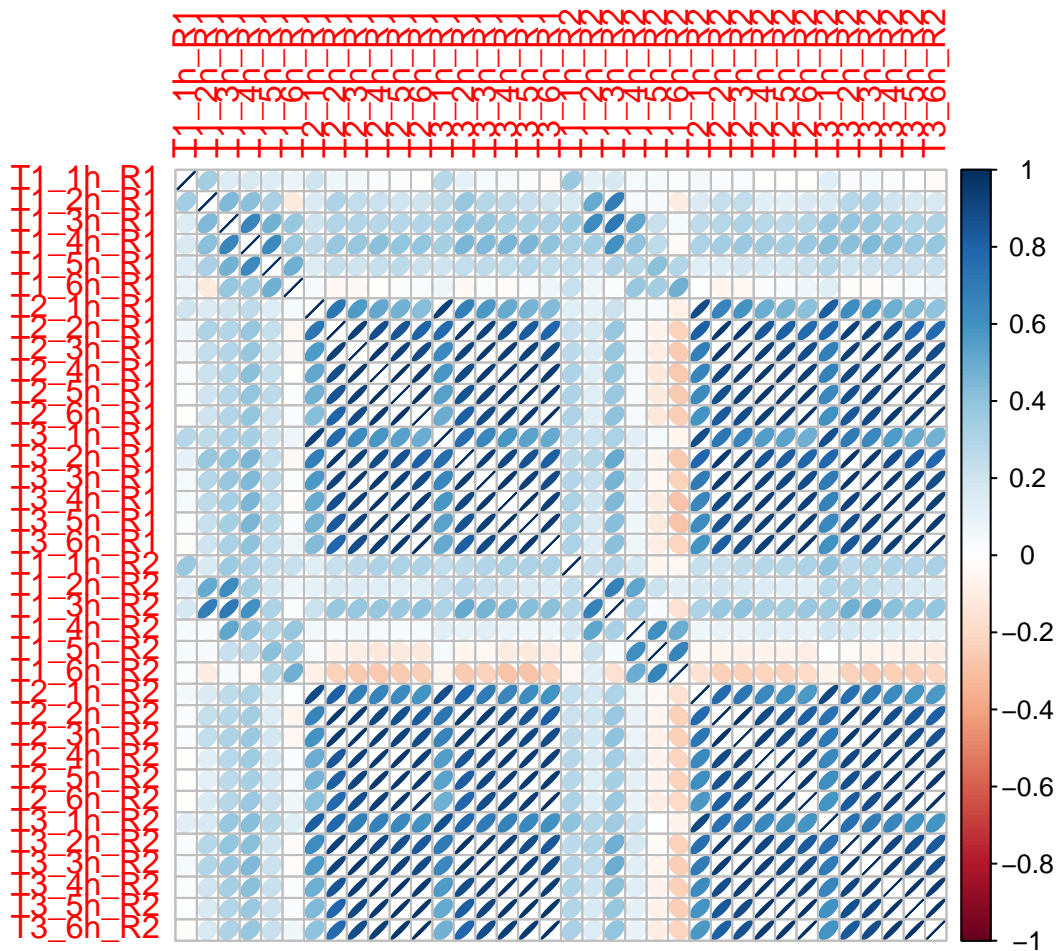 T1_1h_R1
T1_2h_R1
T1_3h_R1
T1_4h_R1
T1_5h_R1
T1_6h_R1
T2_1h_R1
T2_2h_R1
T2_3h_R1
T2_4h_R1
T2_5h_R1
T2_6h_R1
T3_1h_R1
T3_2h_R1
T3_3h_R1
T3_4h_R1
T3_5h_R1
T3_6h_R1
T1_1h_R2
T1_2h_R2
T1_3h_R2
T1_4h_R2
T1_5h_R2
T1_6h_R2
T2_1h_R2
T2_2h_R2
T2_3h_R2
T2_4h_R2
T2_5h_R2
T2_6h_R2
T3_1h_R2
T3_2h_R2
T3_3h_R2
T3_4h_R2
T3_5h_R2
T3_6h_R2
T1_1h_R1
T1_2h_R1
T1_3h_R1
T1_4h_R1
T1_5h_R1
T1_6h_R1
T2_1h_R1
T2_2h_R1
T2_3h_R1
T2_4h_R1
T2_5h_R1
T2_6h_R1
T3_1h_R1
T3_2h_R1
T3_3h_R1
T3_4h_R1
T3_5h_R1
T3_6h_R1
T1_1h_R2
T1_2h_R2
T1_3h_R2
T1_4h_R2
T1_5h_R2
T1_6h_R2
T2_1h_R2
T2_2h_R2
T2_3h_R2
T2_4h_R2
T2_5h_R2
T2_6h_R2
T3_1h_R2
T3_2h_R2
T3_3h_R2
T3_4h_R2
T3_5h_R2
T3_6h_R2
1
0.8
0.6
0.4
0.2
0
−0.2
−0.4
−0.6
−0.8
−1